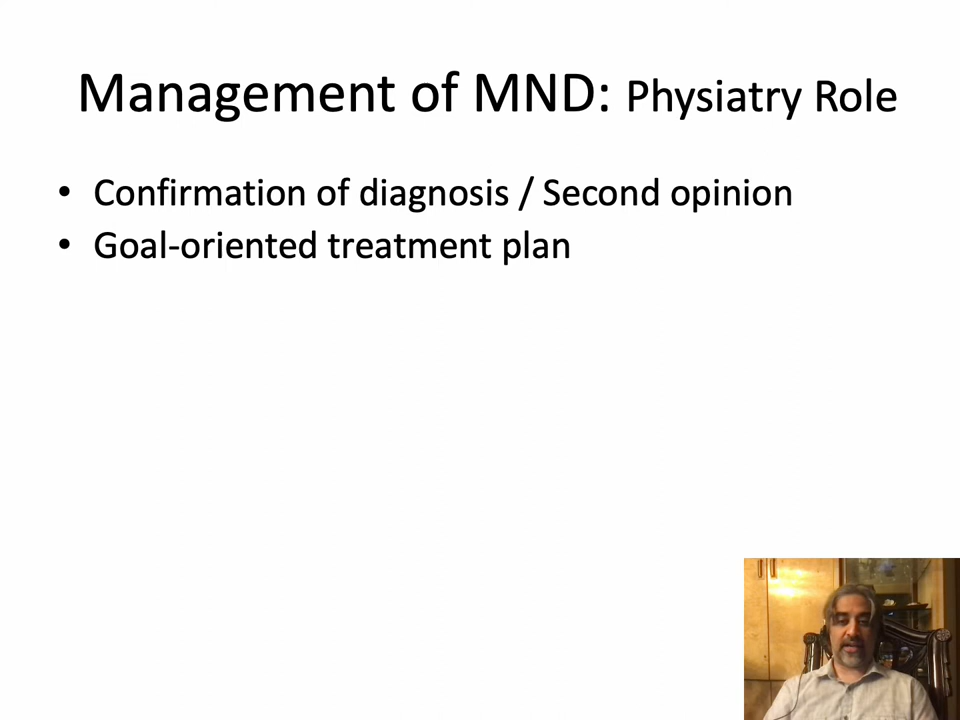 Management of MND: Physiatry Role
• Confirmation of diagnosis / Second opinion
• Goal-oriented treatment plan